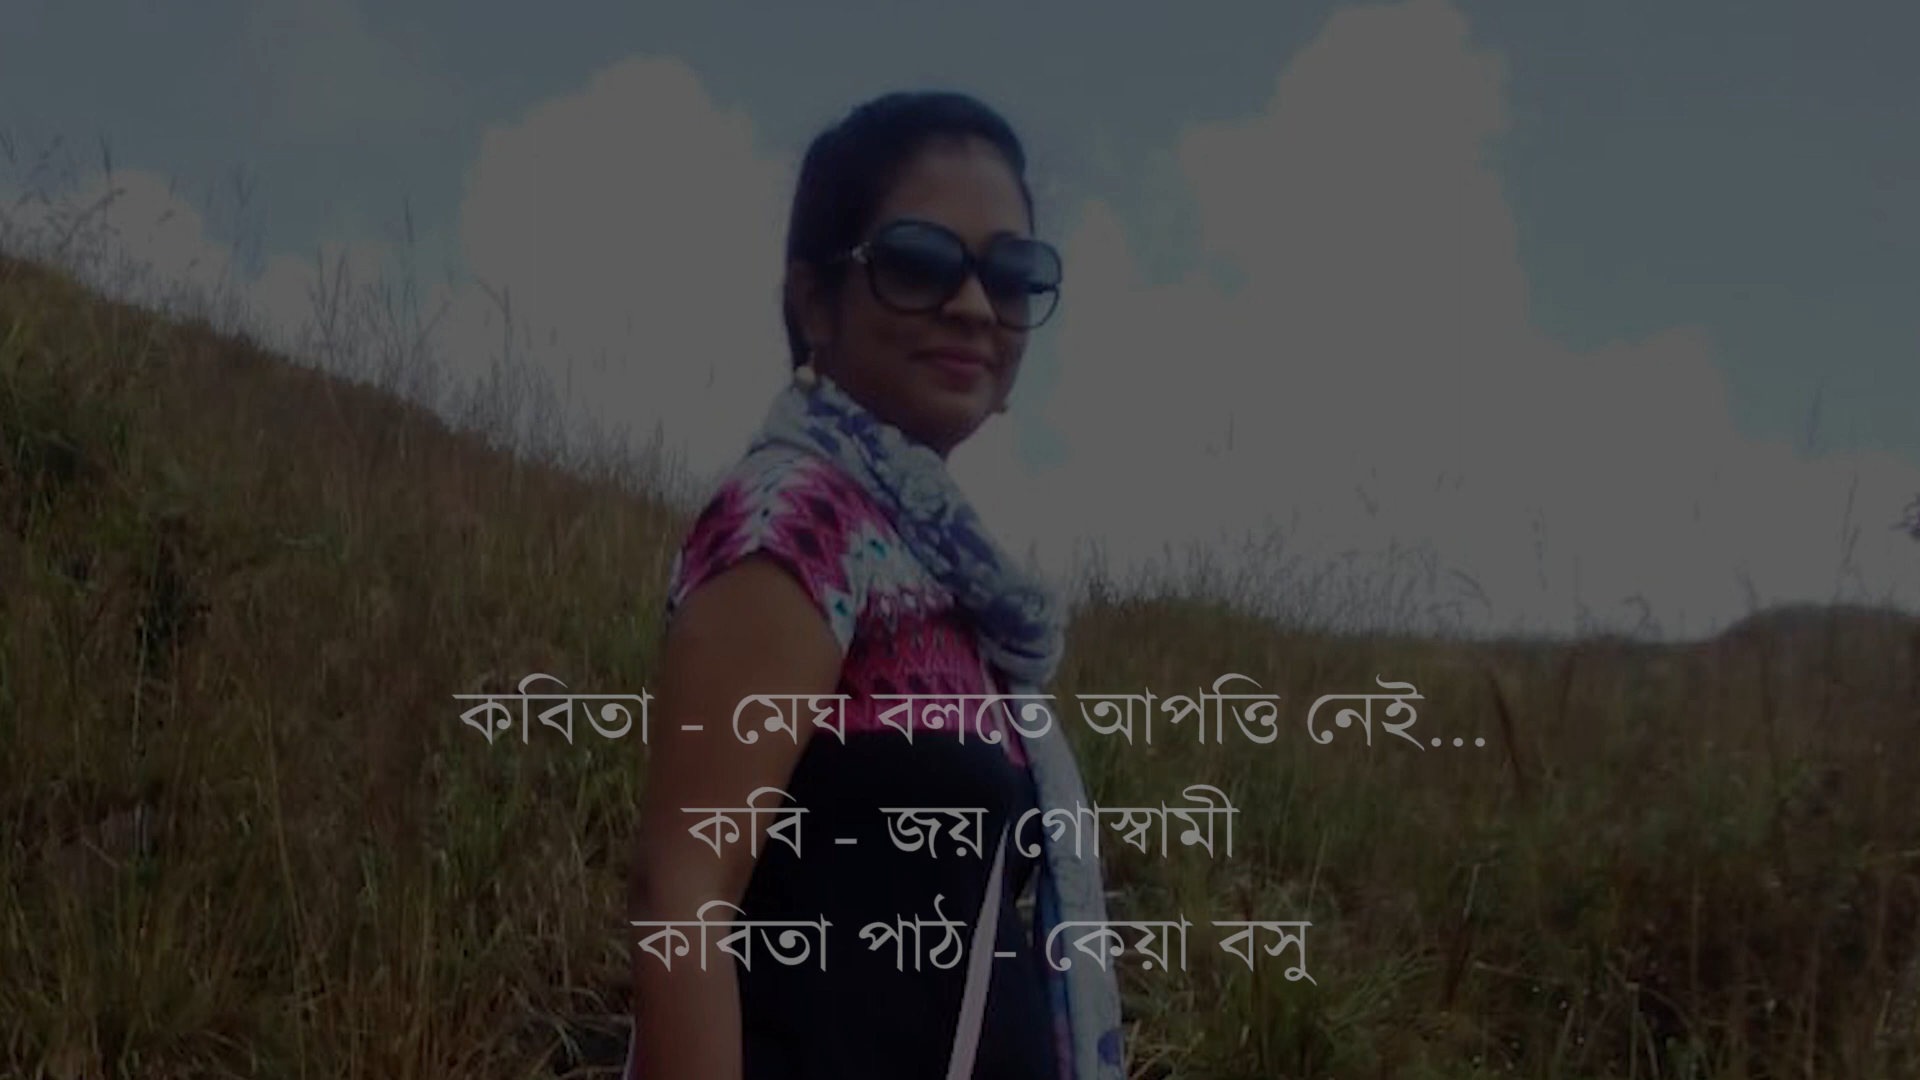 কবিতা - মেঘ বলতে আপত্তি নেই...
কবি - জয় গোস্বামী
কবিতা পাঠ - কেয়া বসু